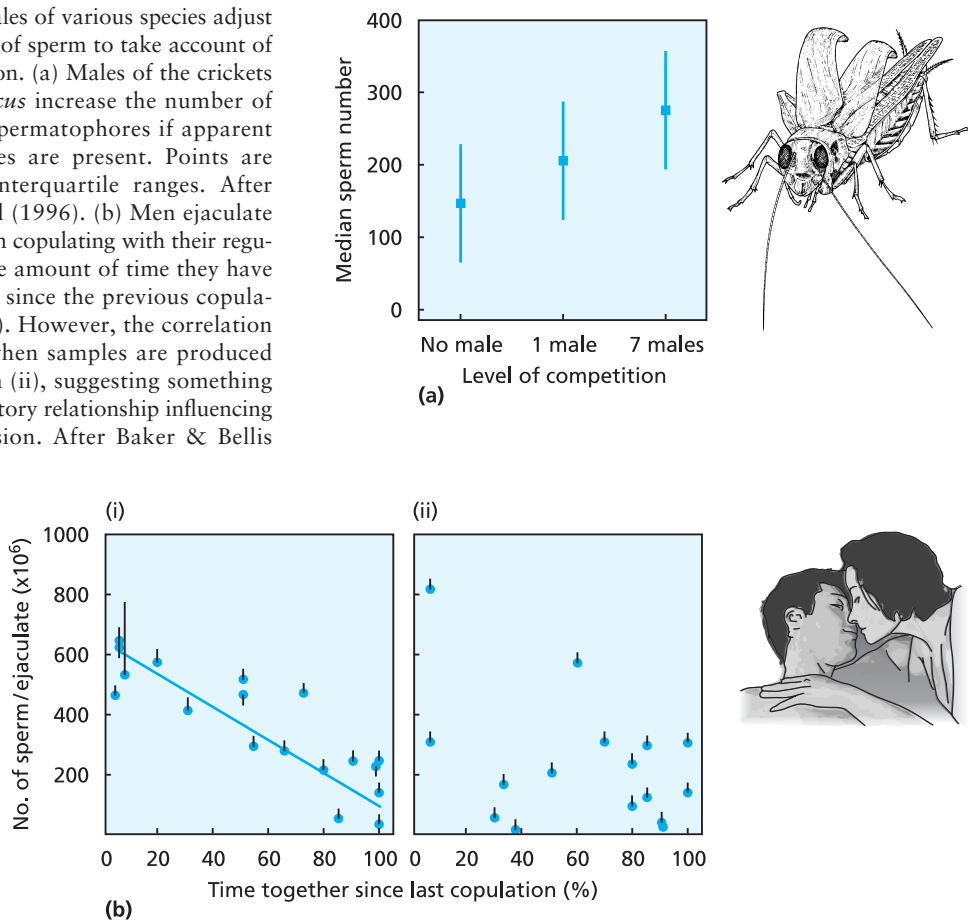 ales of various species adjust
of sperm to take account of
on. (a) Males of the crickets
cus increase the number of
spermatophores if apparent
es are present. Points are
nterquartile ranges. After
d (1996). (b) Men ejaculate
n copulating with their regu-
e amount of time they have
since the previous copula-
). However, the correlation
when samples are produced
n (ii), suggesting something
tory relationship influencing
sion. After Baker & Bellis
400
300
200
100
0
Median sperm number
No male 1 male 7 males
Level of competition
(a)
(i) (ii)
1000
800
600
400
200
No. of sperm/ejaculate (x10⁶)
0 20 40 60 80 100 0 20 40 60 80 100
Time together since last copulation (%)
(b)